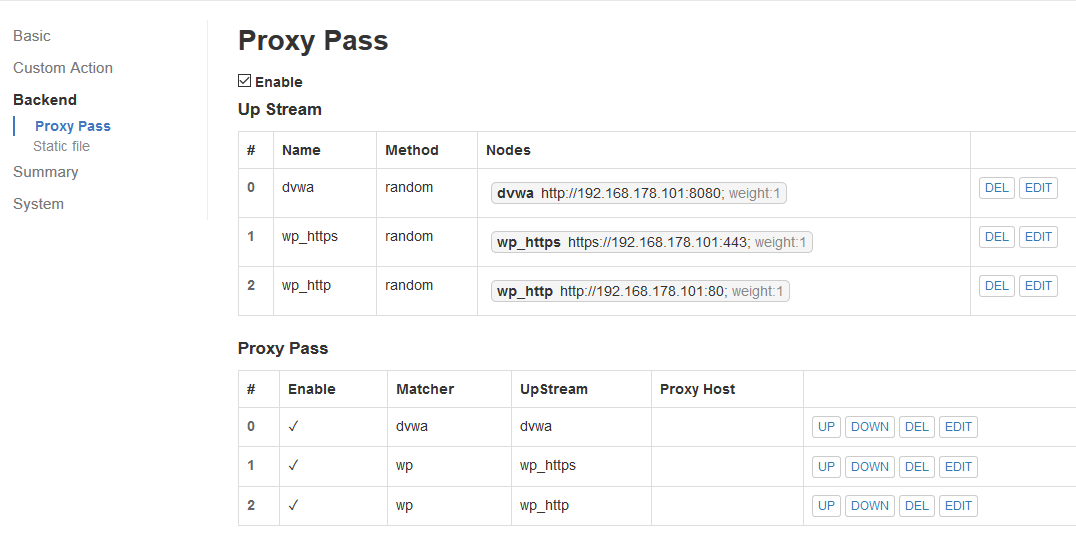 Basic
Custom Action
Backend
Proxy Pass
Static file
Summary
System
Proxy Pass
Enable
Up Stream
# Name Method Nodes
0 dvwa random dvwa http://192.168.178.101:8080; weight:1 DEL EDIT
1 wp_https random wp_https https://192.168.178.101:443; weight:1 DEL EDIT
2 wp_http random wp_http http://192.168.178.101:80; weight:1 DEL EDIT
Proxy Pass
# Enable Matcher UpStream Proxy Host
0 ✓ dvwa dvwa UP DOWN DEL EDIT
1 ✓ wp wp_https UP DOWN DEL EDIT
2 ✓ wp wp_http UP DOWN DEL EDIT